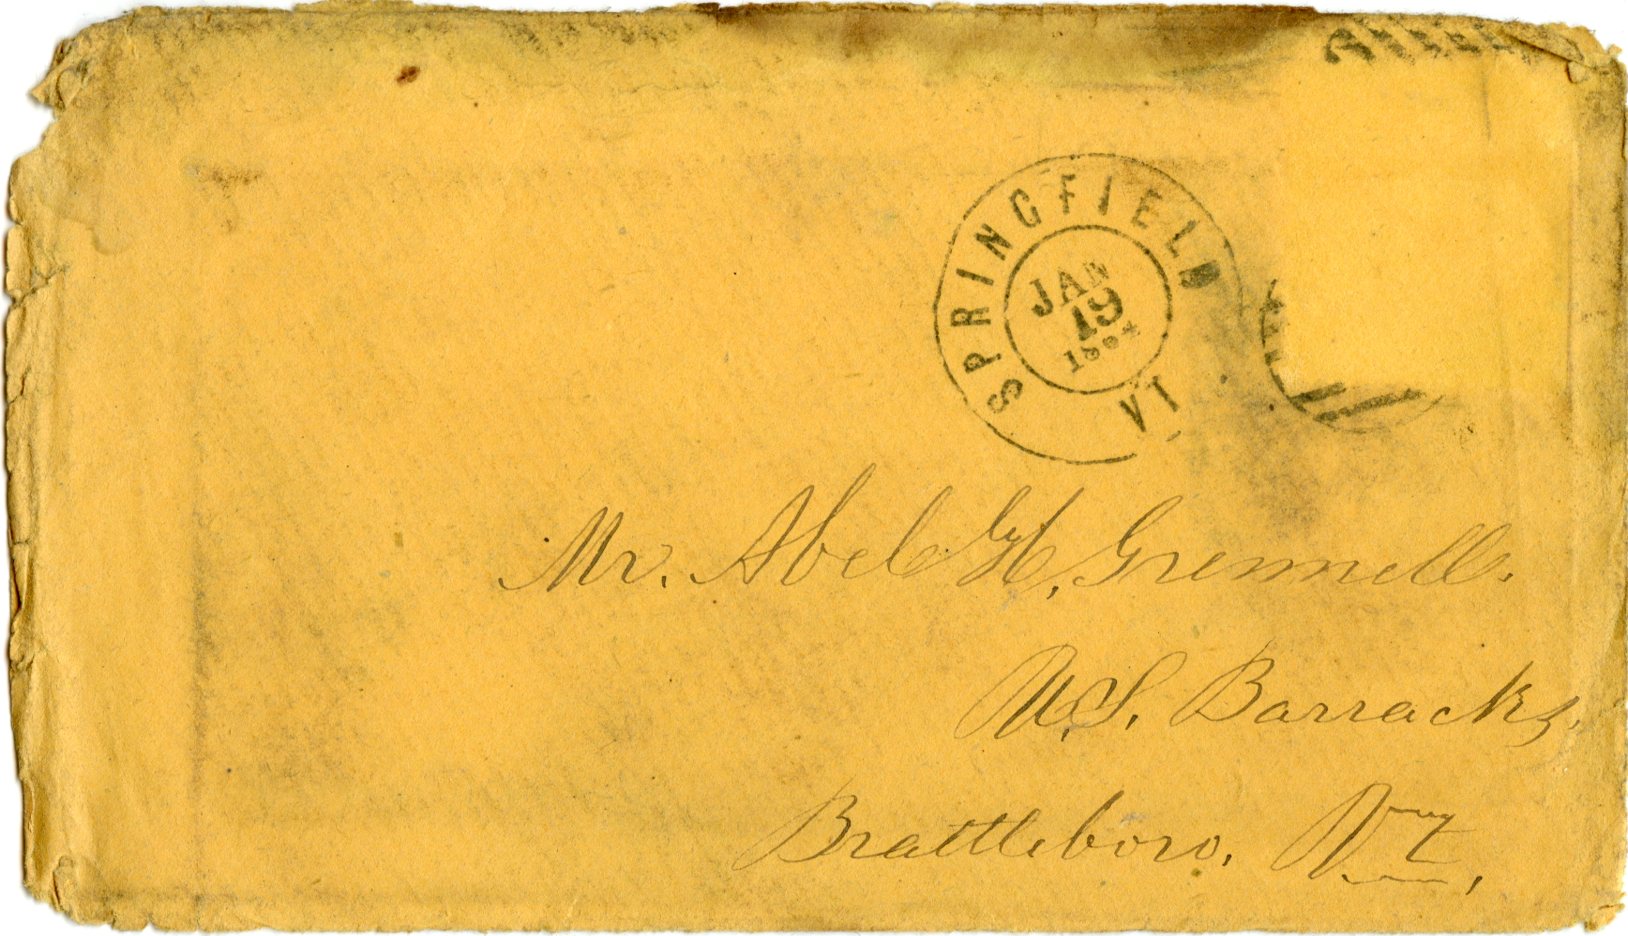 SPRINGFIELD VT
JAN
19
1864
Mr. Abel H. Grennell.
U.S. Barracks,
Brattleboro, Vt,